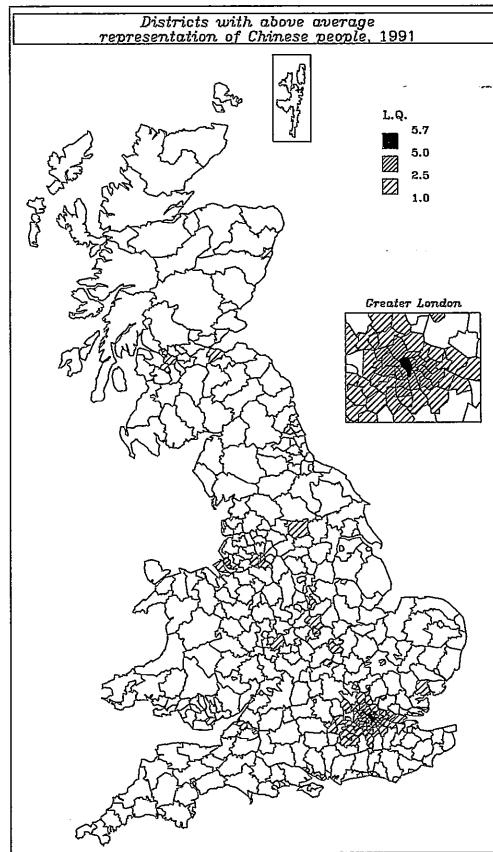 Districts with above average
representation of Chinese people, 1991
L.Q.
5.7
5.0
2.5
1.0
Greater London